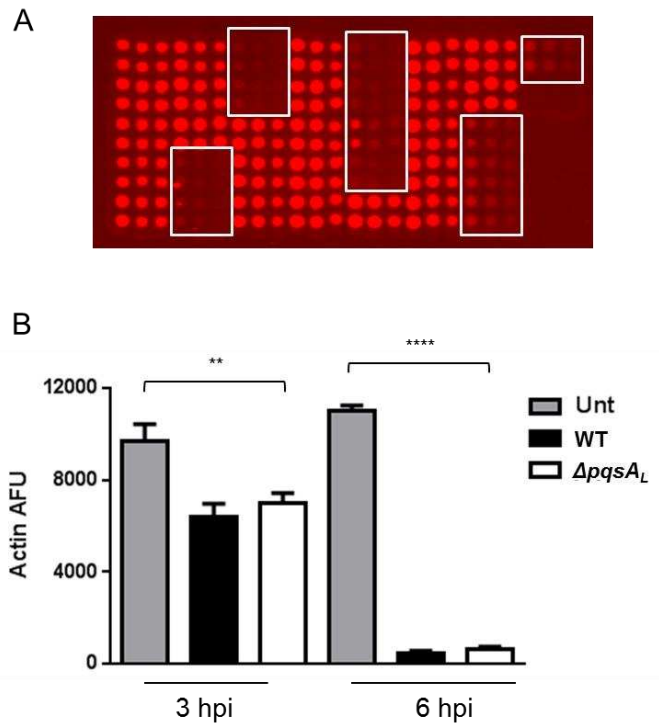 A
B
** ****
12000
8000
4000
0
Actin AFU
Unt
WT
ΔpqsAL
3 hpi 6 hpi